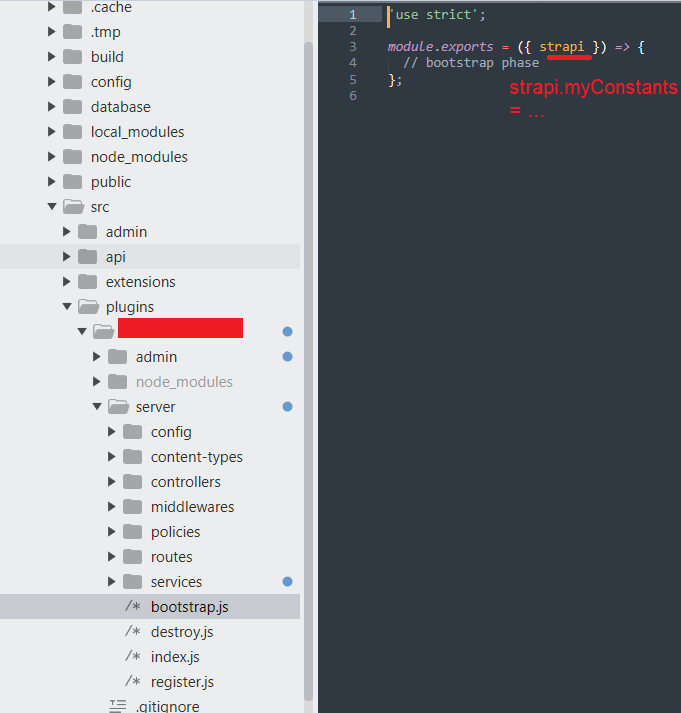 .cache
.tmp
build
config
database
local_modules
node_modules
public
src
admin
api
extensions
plugins
admin
node_modules
server
config
content-types
controllers
middlewares
policies
routes
services
/* bootstrap.js
/* destroy.js
/* index.js
/* register.js
.gitignore
1 'use strict';
2
3 module.exports = ({ strapi }) => {
4 // bootstrap phase
5 };
6
strapi.myConstants
= ...